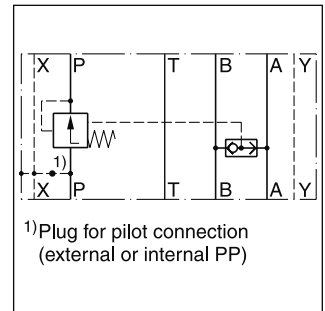 X P T B A Y
1)
X P T B A Y
1) Plug for pilot connection
(external or internal PP)